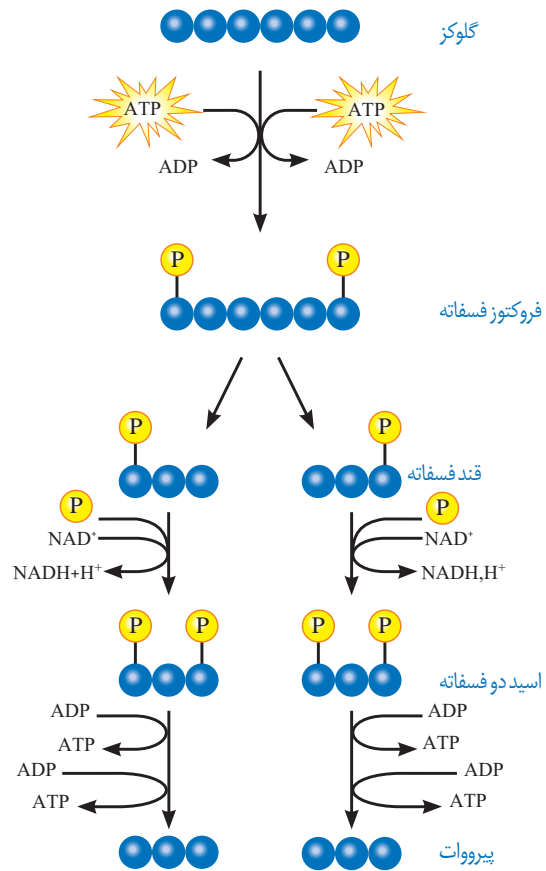 گلوکز
ATP ATP
ADP ADP
P P
فروکتوز فسفاته
P P
قند فسفاته
P P
NAD⁺ NAD⁺
NADH+H⁺ NADH,H⁺
P P P P
اسید دو فسفاته
ADP ADP
ATP ATP
ADP ADP
ATP ATP
پیرووات